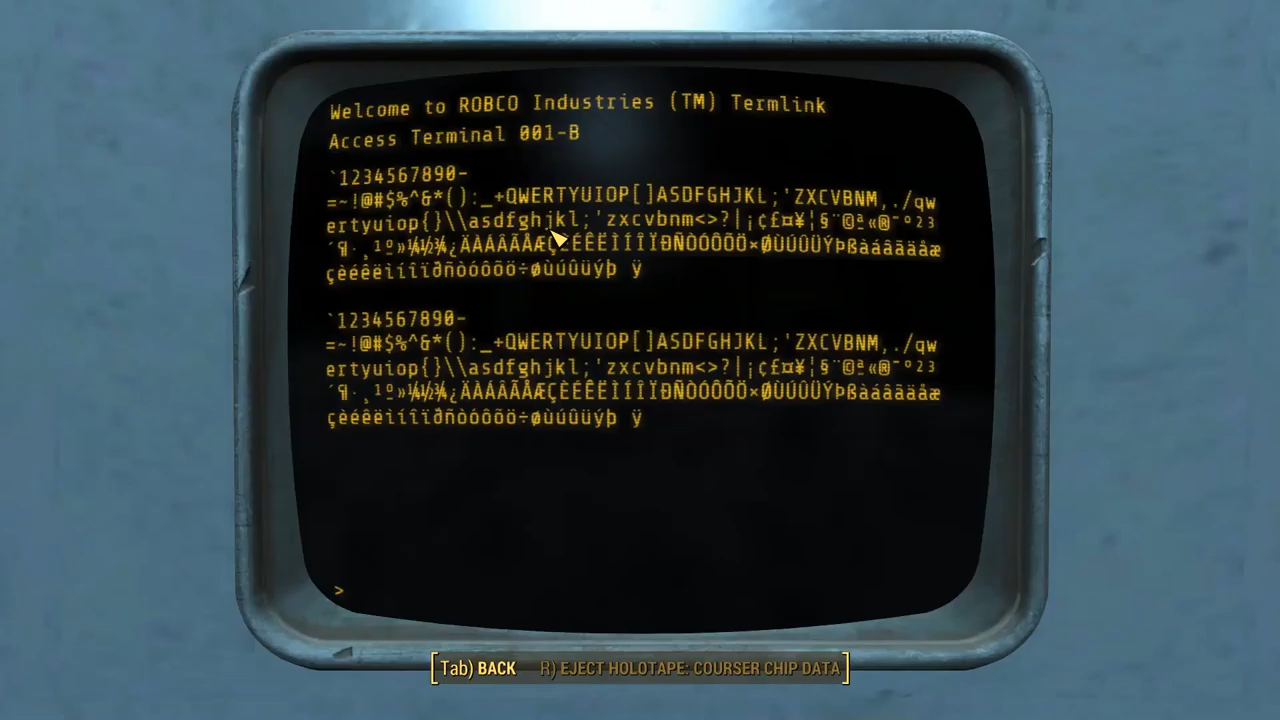 Welcome to ROBCO Industries (TM) Termlink
Access Terminal 001-B
`1234567890-
=~!@#$%^&*():_+QWERTYUIOP[]ASDFGHJKL;'ZXCVBNM,./qw
ertyuiop{}\\asdfghjkl;'zxcvbnm<>?|¡¢£¤¥¦§¨©ª«®¯°²³
´¶·¸¹º»¼½¾¿ÄÀÁÂÃÅÆÇÈÉÊËÌÍÎÏÐÑÒÓÔÕÖ×ØÙÚÛÜÝÞßàáâãäåæ
çèéêëìíîïðñòóôõö÷øùúûüýþ ÿ
`1234567890-
=~!@#$%^&*():_+QWERTYUIOP[]ASDFGHJKL;'ZXCVBNM,./qw
ertyuiop{}\\asdfghjkl;'zxcvbnm<>?|¡¢£¤¥¦§¨©ª«®¯°²³
´¶·¸¹º»¼½¾¿ÄÀÁÂÃÅÆÇÈÉÊËÌÍÎÏÐÑÒÓÔÕÖ×ØÙÚÛÜÝÞßàáâãäåæ
çèéêëìíîïðñòóôõö÷øùúûüýþ ÿ
>
[Tab) BACK R) EJECT HOLOTAPE: COURSER CHIP DATA]